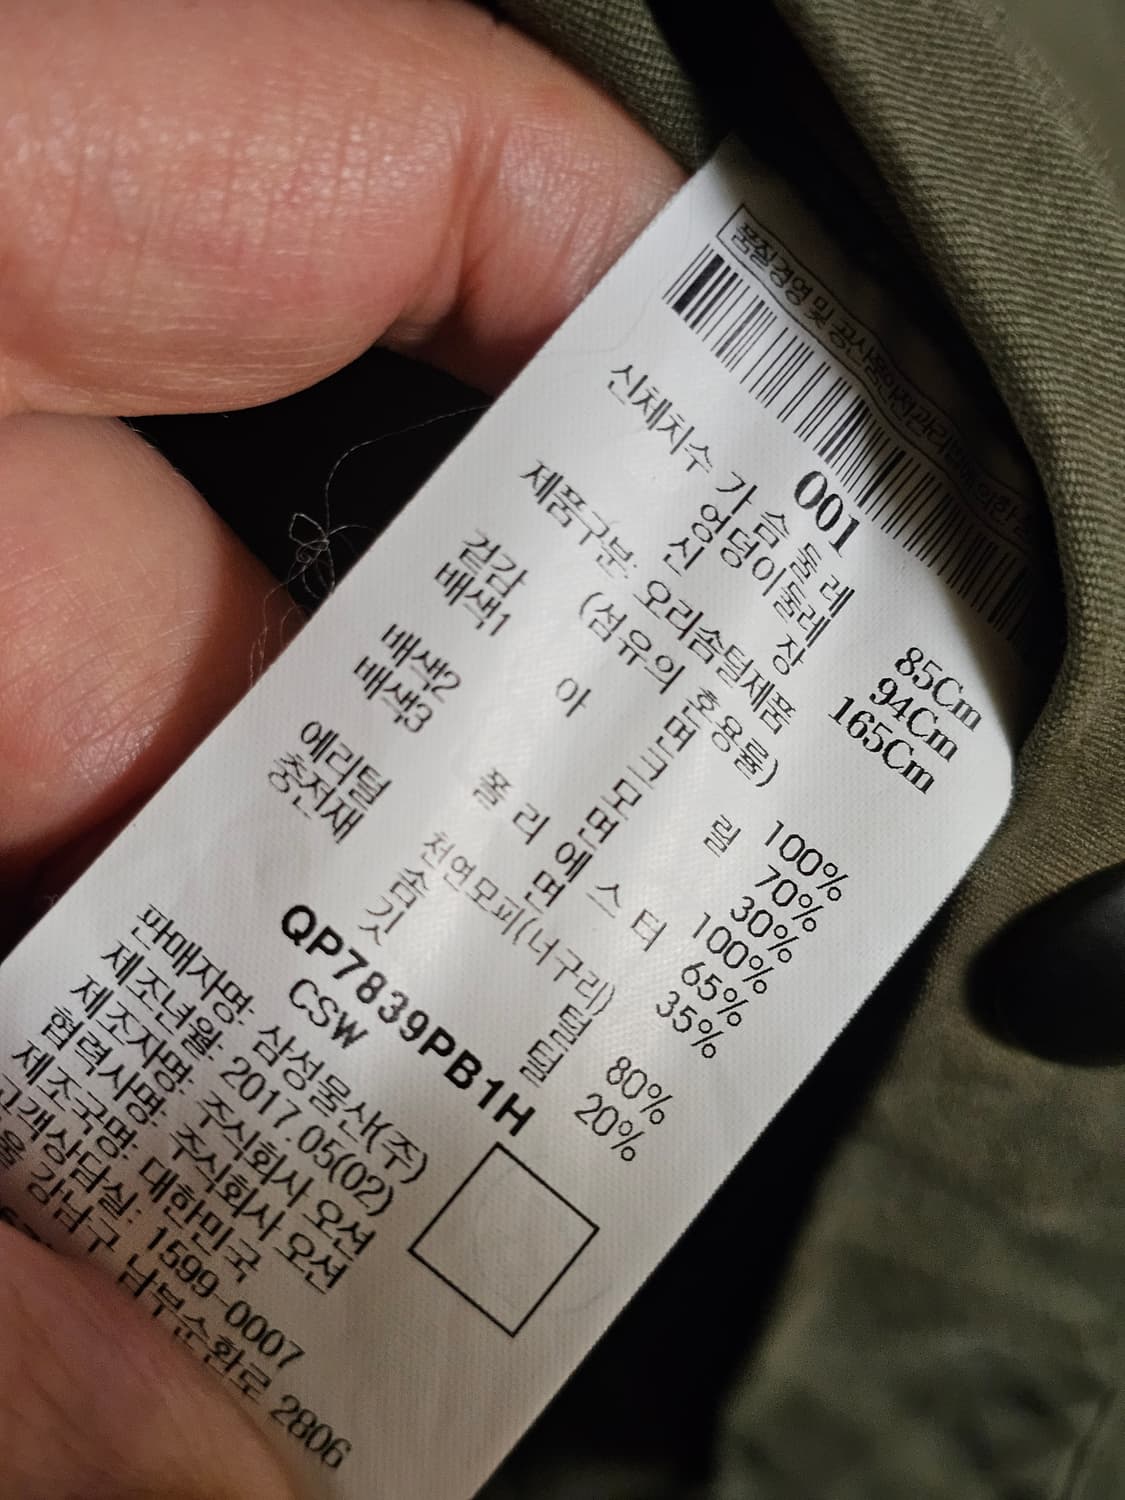 품질경영 및 공산품안전관리법에 의한
001
신체치수 가슴둘레 85Cm
엉덩이둘레 94Cm
신장 165Cm
제품구분: 오리솜털제품
(섬유의 혼용률)
겉감 면 100%
배색1 아크릴 70%
모 30%
배색2 면 100%
배색3 폴리에스터 65%
면 35%
에리털 천연모피(너구리)
충전재 솜털 80%
깃털 20%
QP7839PB1H
CSW
판매자명: 삼성물산(주)
제조년월: 2017.05(02)
제조자명: 주식회사 오션
협력사명: 주식회사 오션
제조국명: 대한민국
고객상담실: 1599-0007
강남구 남부순환로 2806